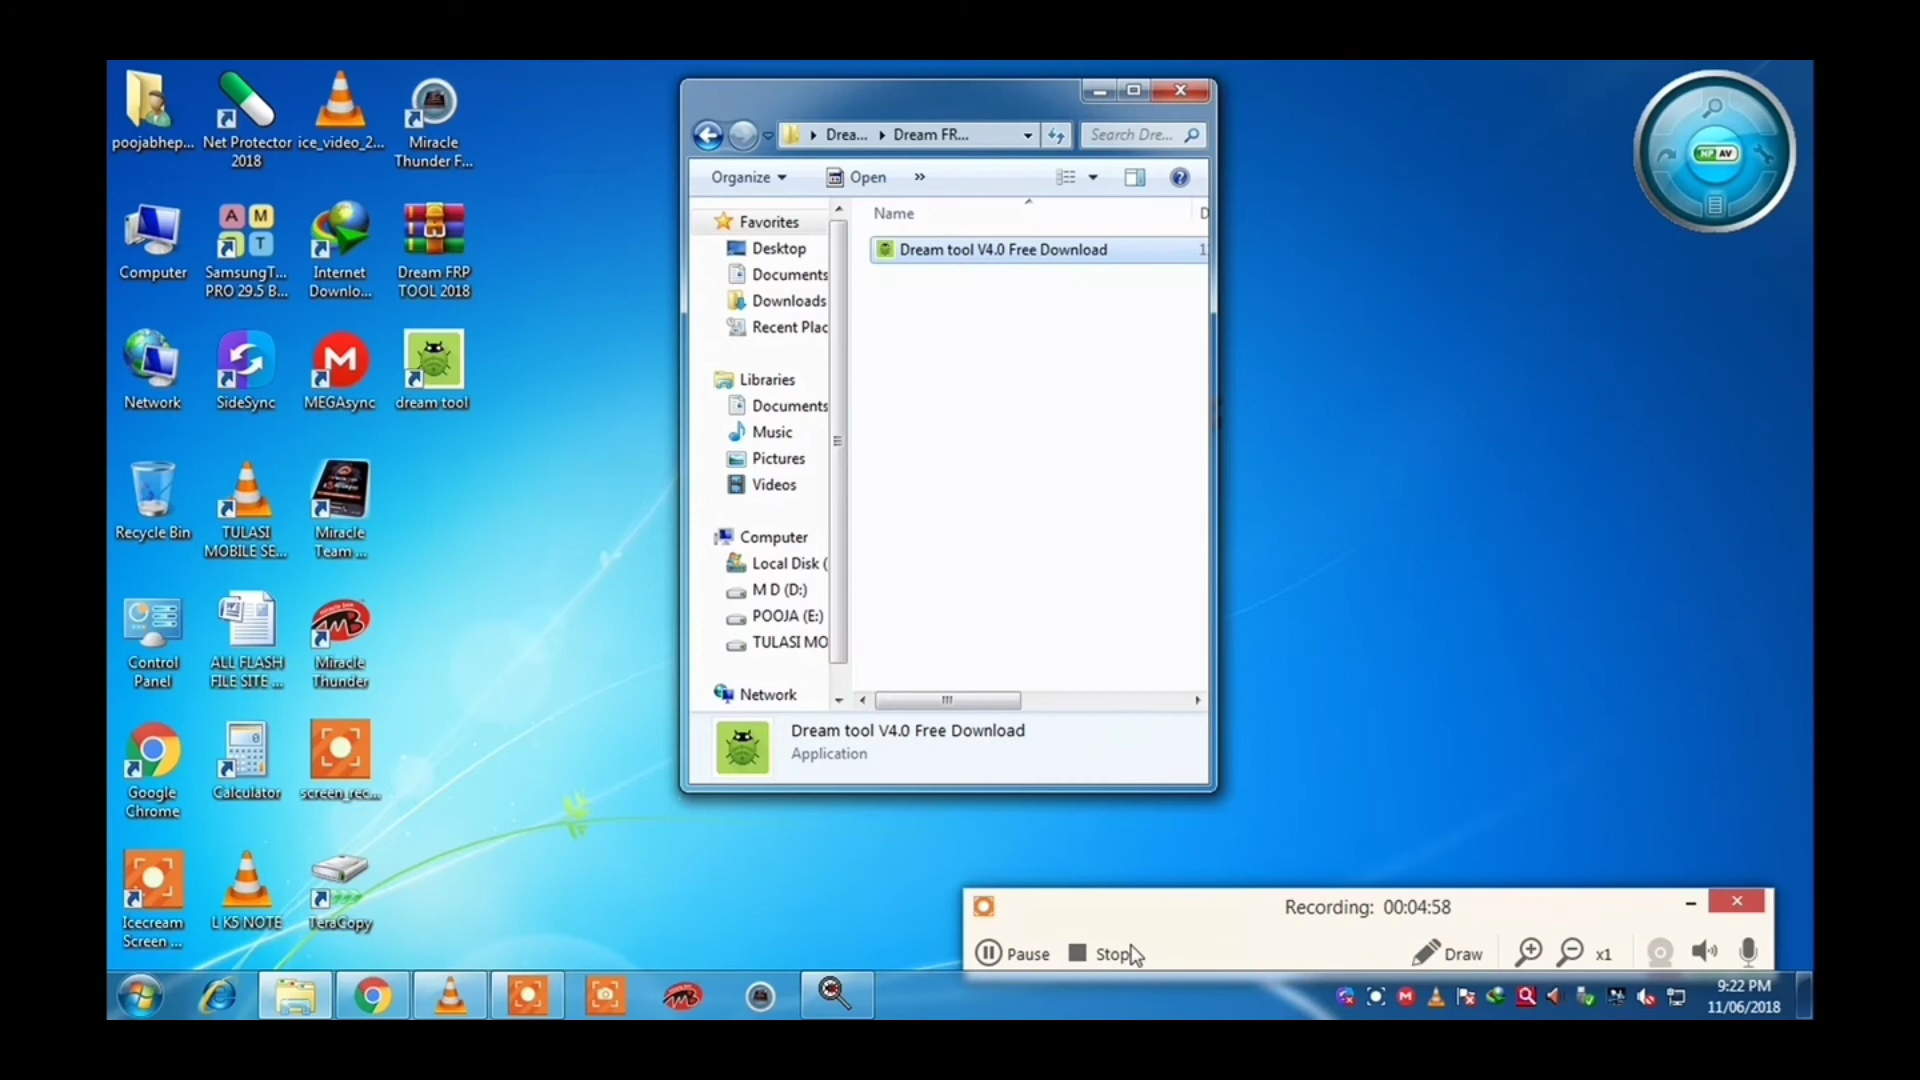 poojabhep...
Net Protector
2018
ice_video_2...
Miracle
Thunder F...
Computer
SamsungT...
PRO 29.5 B...
Internet
Downlo...
Dream FRP
TOOL 2018
Network
SideSync
MEGAsync
dream tool
Recycle Bin
TULASI
MOBILE SE...
Miracle
Team ...
Control
Panel
ALL FLASH
FILE SITE ...
Miracle
Thunder
Google
Chrome
Calculator
screen_rec...
Icecream
Screen ...
L K5 NOTE
TeraCopy
Drea...
Dream FR...
Search Dre...
Organize
Open
»
Name
D
Favorites
Desktop
Documents
Downloads
Recent Plac
Libraries
Documents
Music
Pictures
Videos
Computer
Local Disk (
M D (D:)
POOJA (E:)
TULASI MO
Network
Dream tool V4.0 Free Download
Dream tool V4.0 Free Download
Application
NP AV
Recording: 00:04:58
Pause
Stop
Draw
x1
9:22 PM
11/06/2018